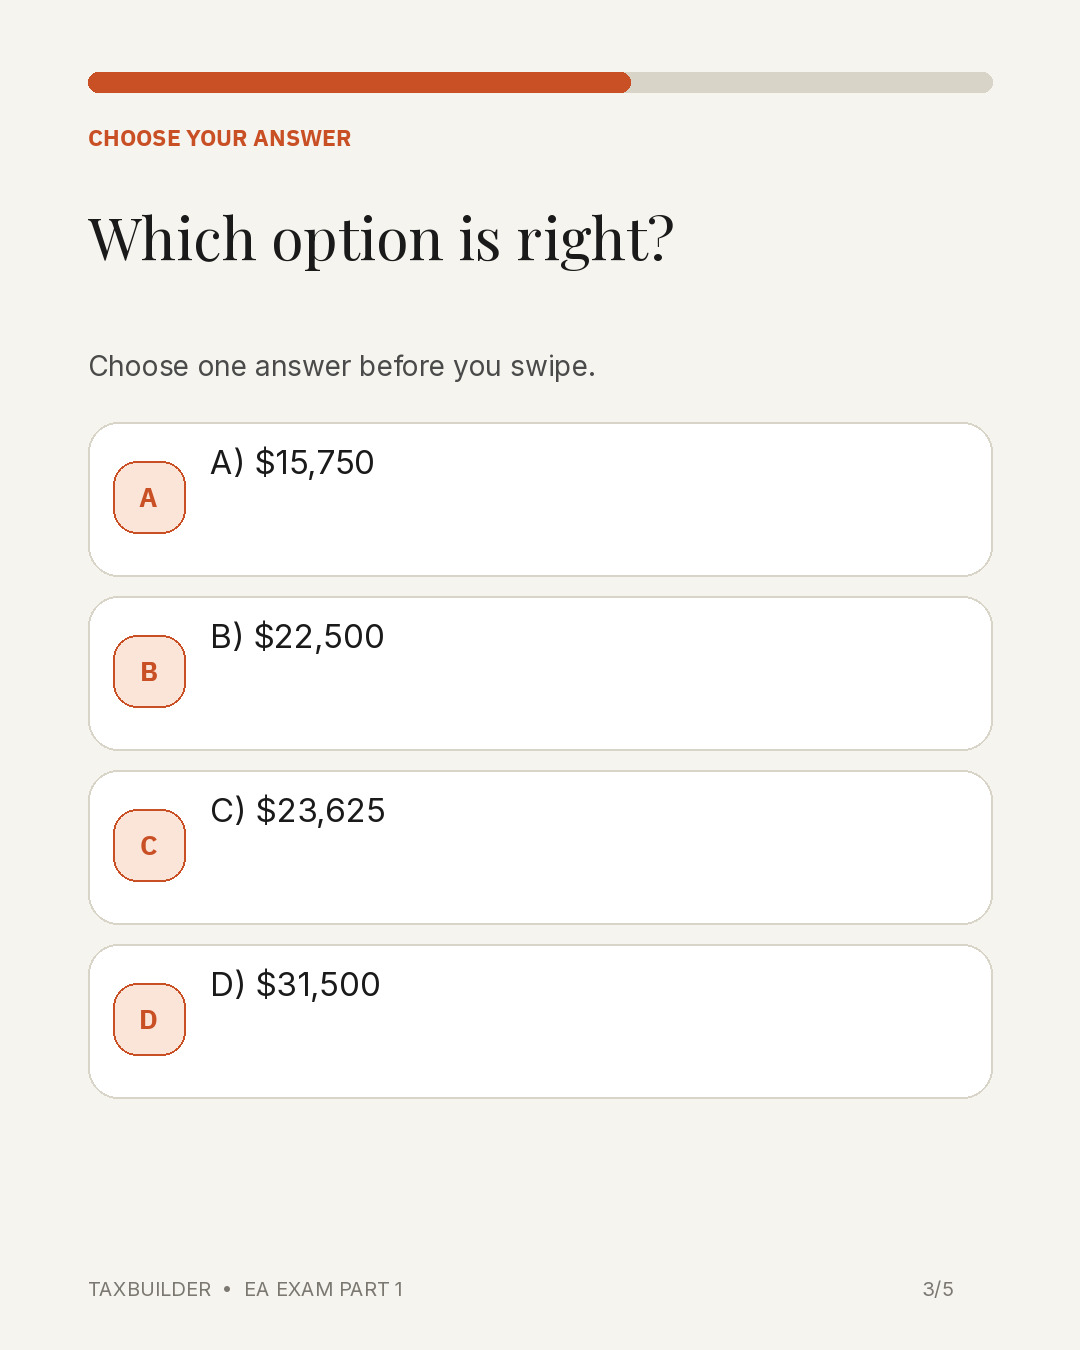 CHOOSE YOUR ANSWER
Which option is right?
Choose one answer before you swipe.
A
A) $15,750
B
B) $22,500
C
C) $23,625
D
D) $31,500
TAXBUILDER • EA EXAM PART 1
3/5